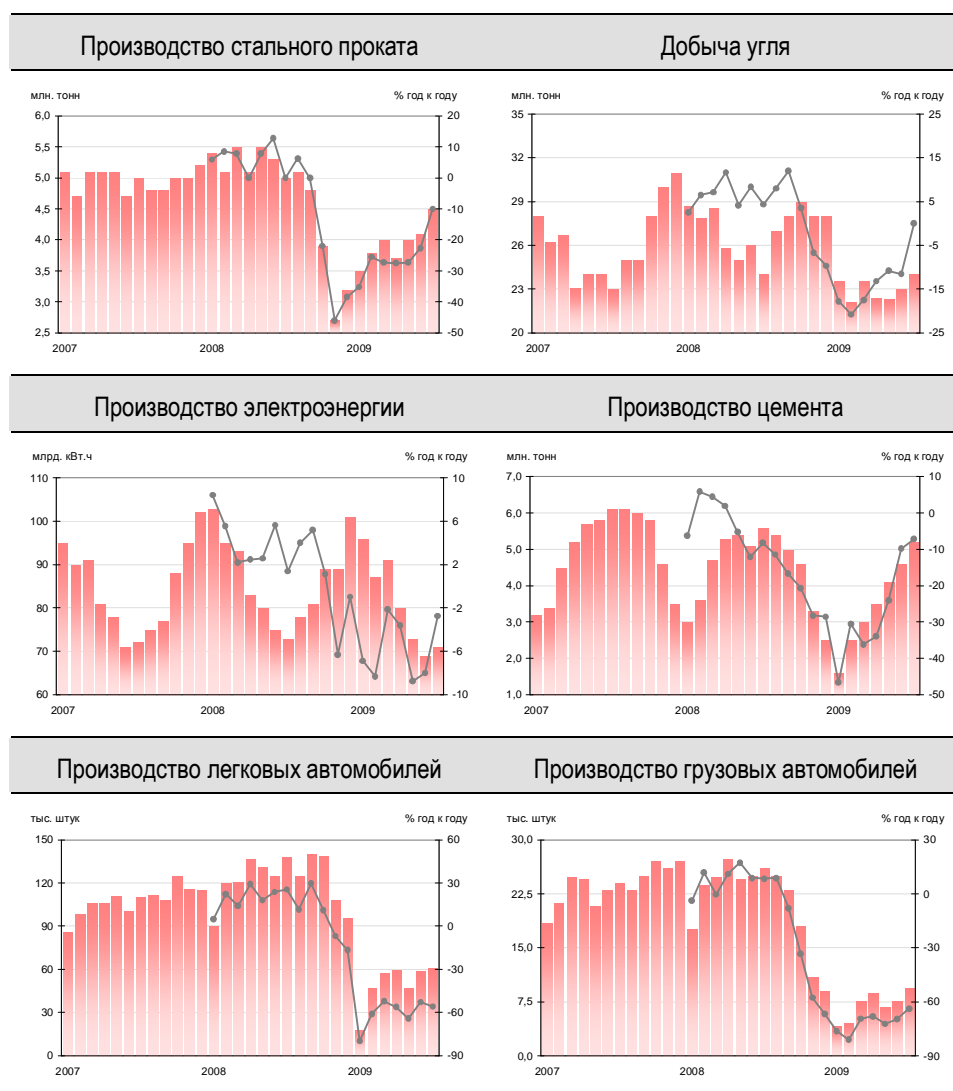 Производство стального проката
Добыча угля
млн. тонн % год к году
6,0 20
5,5 10
5,0 0
4,5 -10
4,0 -20
3,5 -30
3,0 -40
2,5 -50
2007 2008 2009
млн. тонн % год к году
35 25
32 15
29 5
26 -5
23 -15
20 -25
2007 2008 2009
Производство электроэнергии
Производство цемента
млрд. кВт.ч % год к году
110 10
100 6
90 2
80 -2
70 -6
60 -10
2007 2008 2009
млн. тонн % год к году
7,0 10
6,0 0
5,0 -10
4,0 -20
3,0 -30
2,0 -40
1,0 -50
2007 2008 2009
Производство легковых автомобилей
Производство грузовых автомобилей
тыс. штук % год к году
150 60
120 30
90 0
60 -30
30 -60
0 -90
2007 2008 2009
тыс. штук % год к году
30,0 30
22,5 0
15,0 -30
7,5 -60
0,0 -90
2007 2008 2009